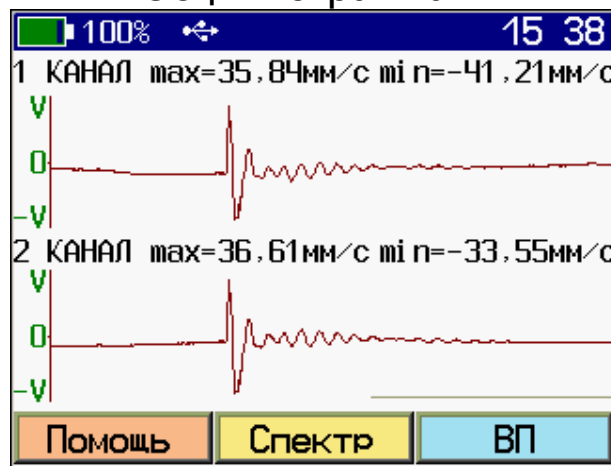 100% 15 38
1 КАНАЛ max=35,84мм/с min=-41,21мм/с
V
0
-V
2 КАНАЛ max=36,61мм/с min=-33,55мм/с
V
0
-V
Помощь Спектр ВП